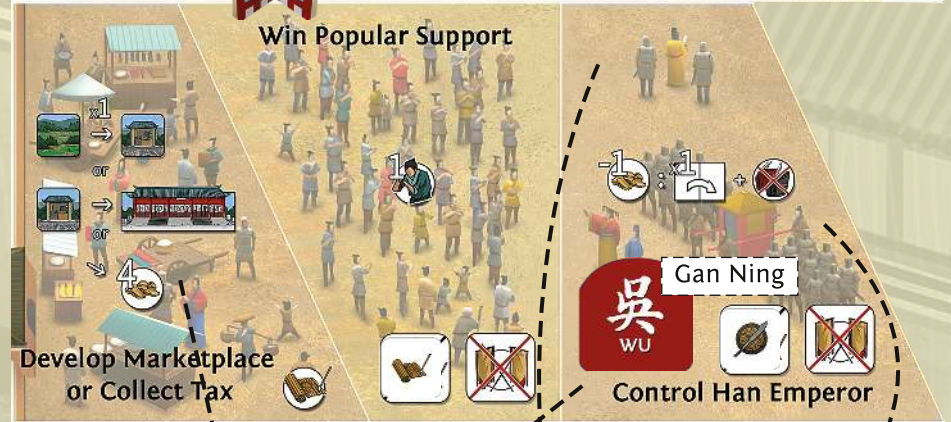 Win Popular Support
x1
or
or
4
Develop Marketplace
or Collect Tax
1
-1
:
x1
+
吳
WU
Gan Ning
Control Han Emperor